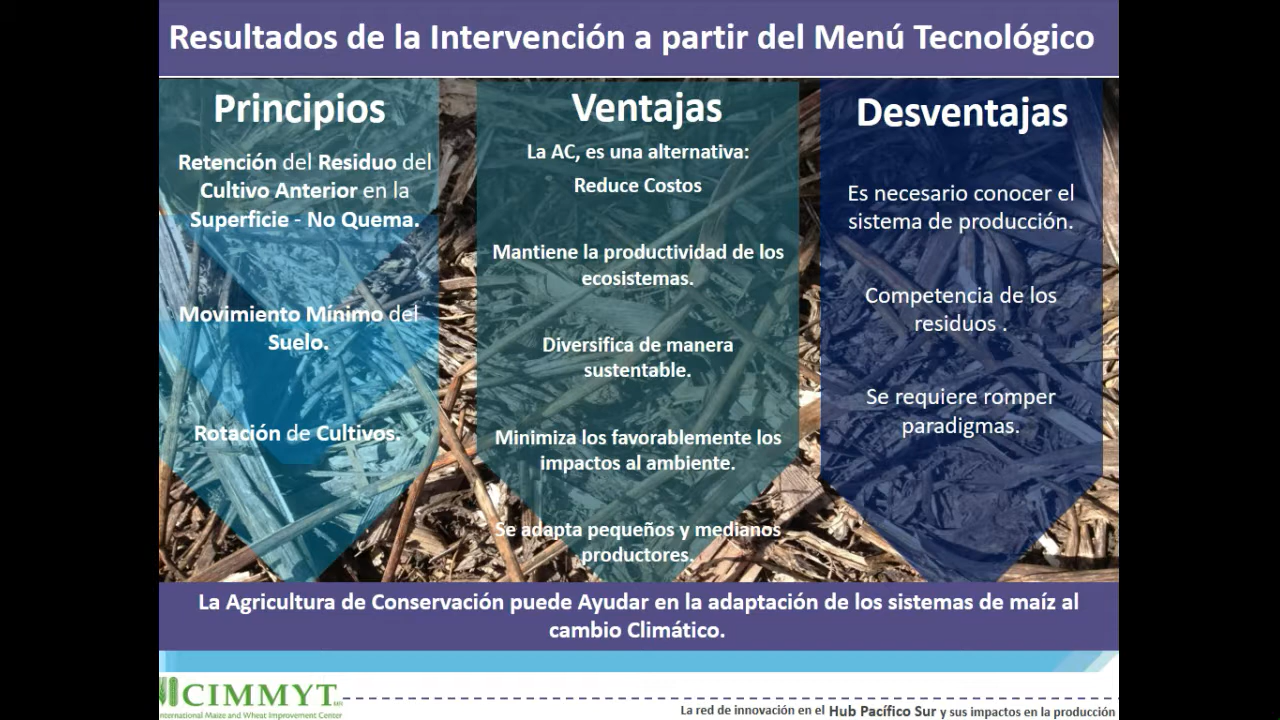 Resultados de la Intervención a partir del Menú Tecnológico
Principios
Retención del Residuo del
Cultivo Anterior en la
Superficie - No Quema.
Movimiento Mínimo del
Suelo.
Rotación de Cultivos.
Ventajas
La AC, es una alternativa:
Reduce Costos
Mantiene la productividad de los
ecosistemas.
Diversifica de manera
sustentable.
Minimiza los favorablemente los
impactos al ambiente.
Se adapta pequeños y medianos
productores.
Desventajas
Es necesario conocer el
sistema de producción.
Competencia de los
residuos .
Se requiere romper
paradigmas.
La Agricultura de Conservación puede Ayudar en la adaptación de los sistemas de maíz al
cambio Climático.
CIMMYT
International Maize and Wheat Improvement Center
La red de innovación en el Hub Pacífico Sur y sus impactos en la producción